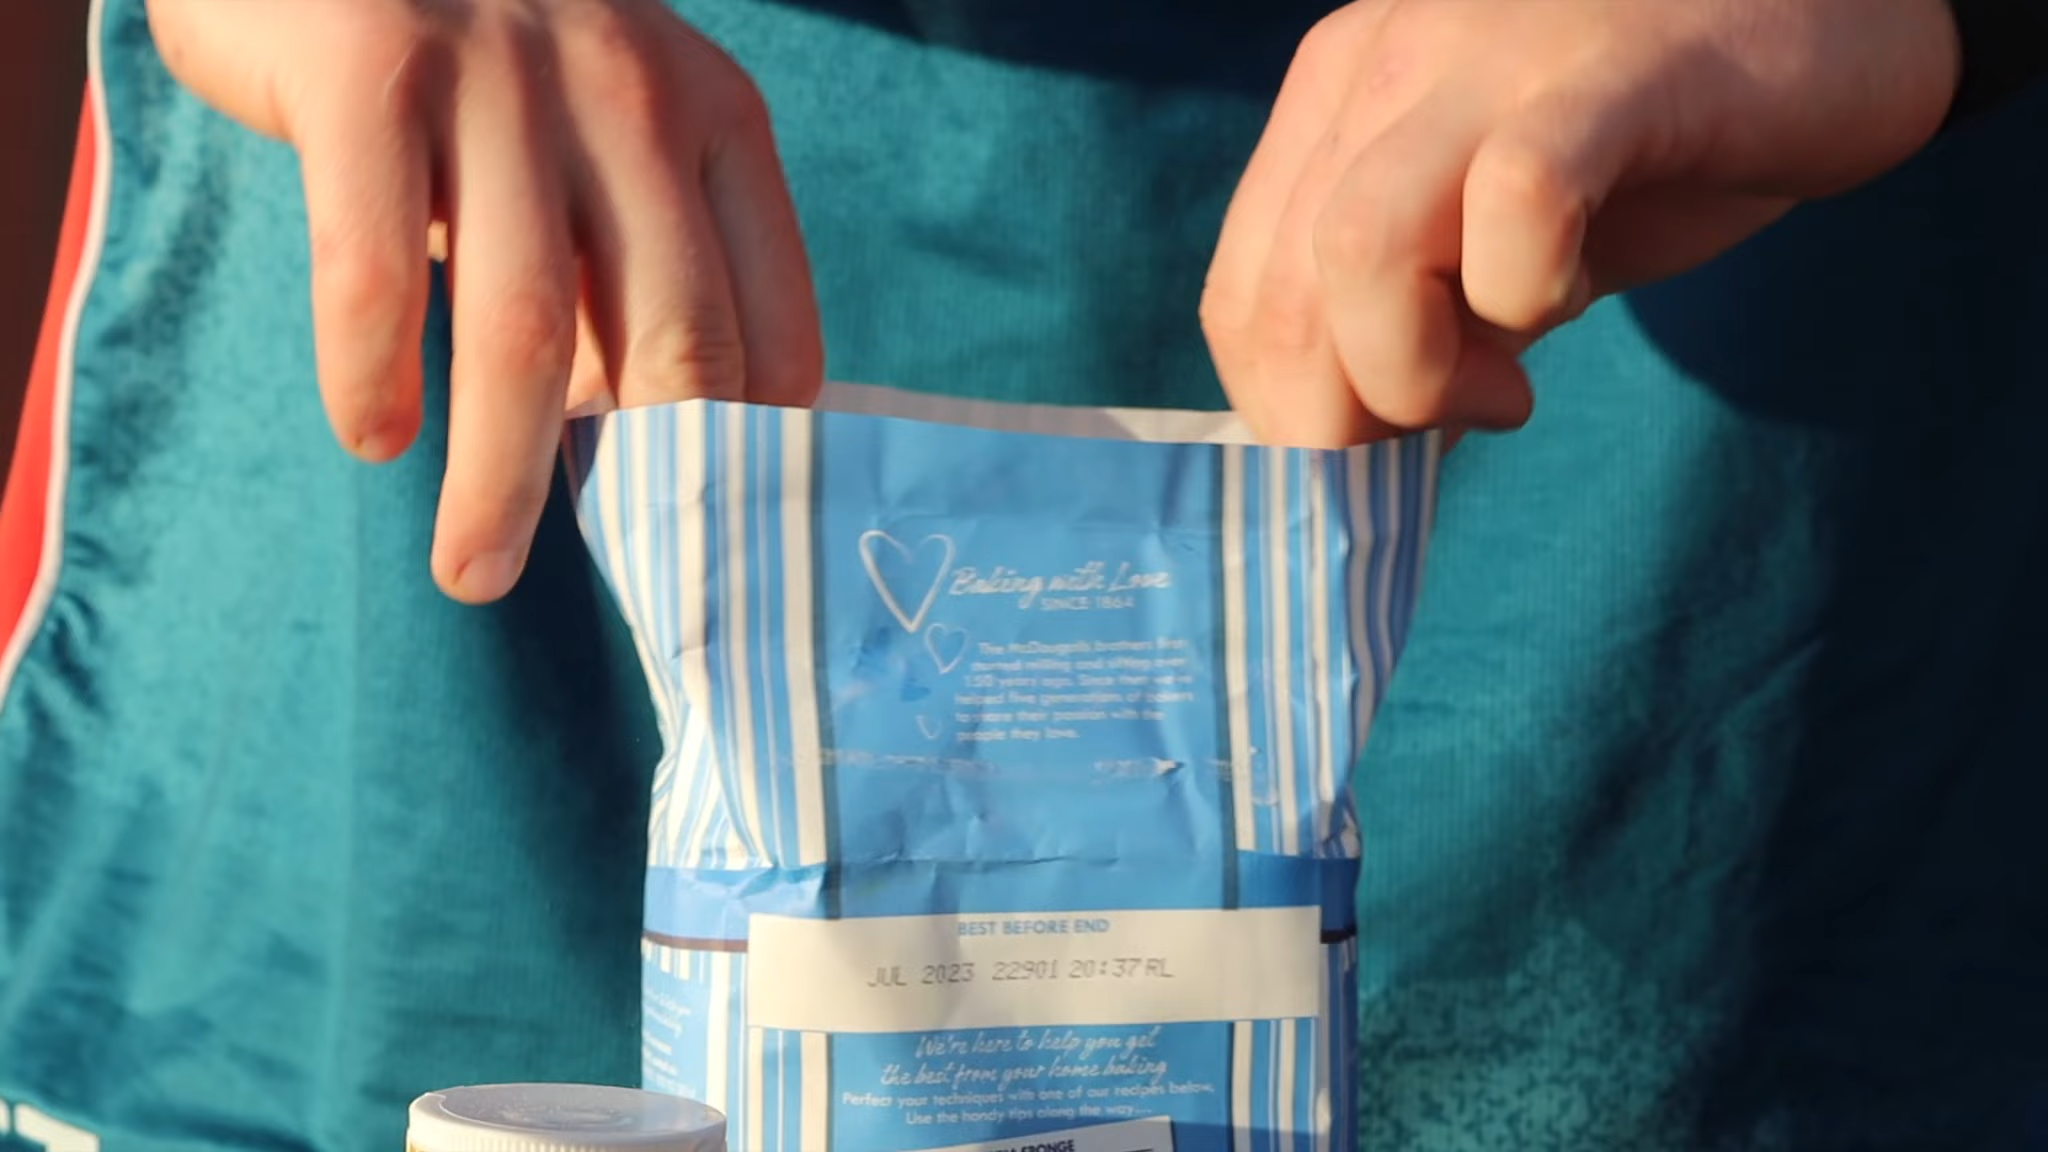 Baking with Love
SINCE 1864
The McDougalls brothers first
started milling and sifting over
150 years ago. Since then we've
helped five generations of bakers
to share their passion with the
people they love.
BEST BEFORE END
JUL 2023 22901 20:37RL
We're here to help you get
the best from your home baking
Perfect your techniques with one of our recipes below.
Use the handy tips along the way....
SPONGE